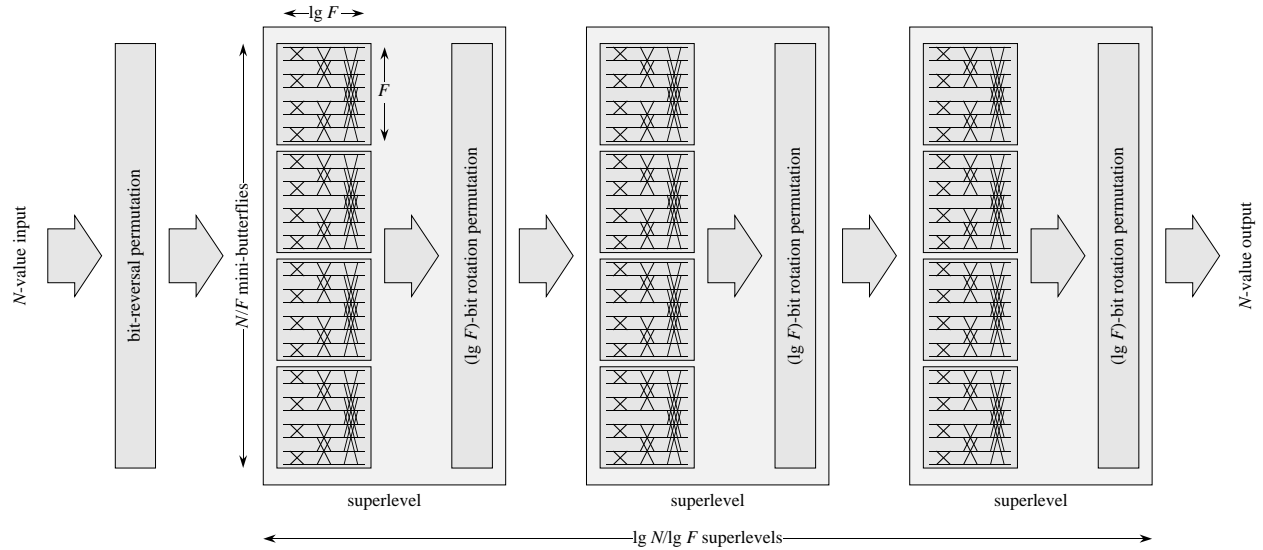 lg F
F
N-value input
bit-reversal permutation
N/F mini-butterflies
(lg F)-bit rotation permutation
(lg F)-bit rotation permutation
(lg F)-bit rotation permutation
N-value output
superlevel
superlevel
superlevel
lg N/lg F superlevels